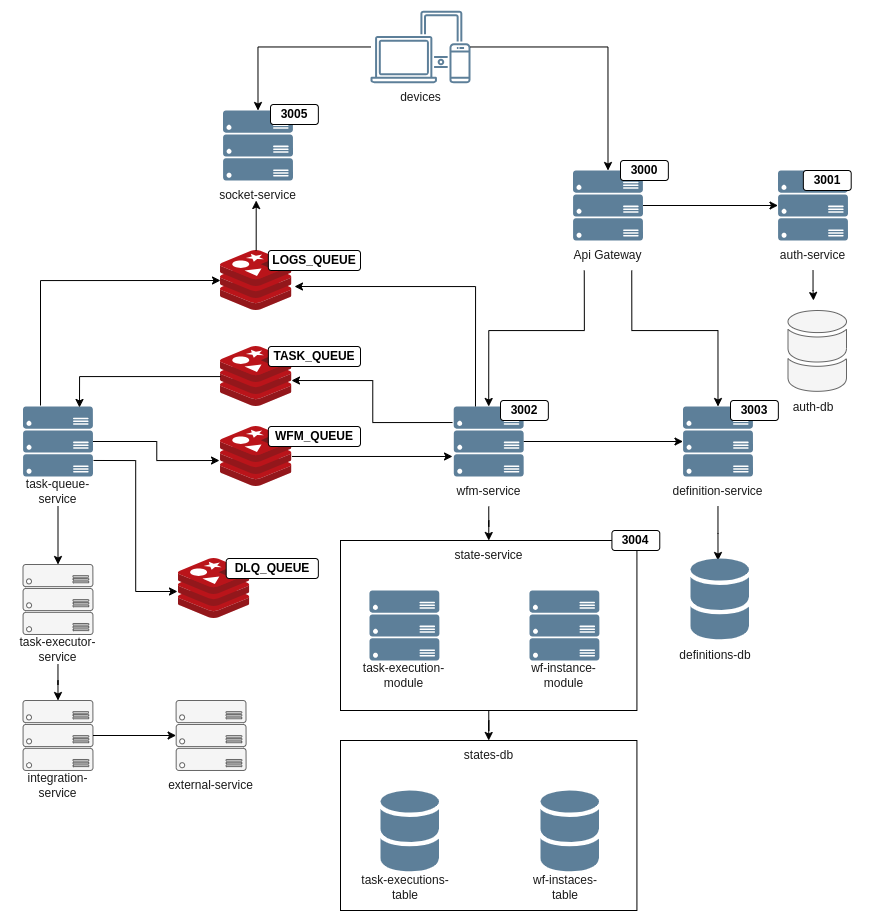 devices
3005
socket-service
3000
Api Gateway
3001
auth-service
LOGS_QUEUE
TASK_QUEUE
auth-db
WFM_QUEUE
3002
wfm-service
3003
definition-service
task-queue-
service
DLQ_QUEUE
3004
state-service
task-execution-
module
wf-instance-
module
definitions-db
task-executor-
service
integration-
service
external-service
states-db
task-executions-
table
wf-instaces-
table